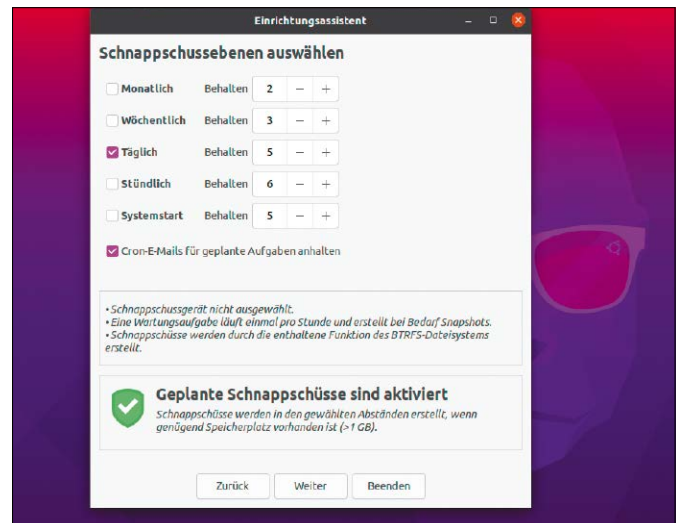 Einrichtungsassistent
Schnappschussebenen auswählen
Monatlich Behalten 2 − +
Wöchentlich Behalten 3 − +
Täglich Behalten 5 − +
Stündlich Behalten 6 − +
Systemstart Behalten 5 − +
Cron-E-Mails für geplante Aufgaben anhalten
• Schnappschussgerät nicht ausgewählt.
• Eine Wartungsaufgabe läuft einmal pro Stunde und erstellt bei Bedarf Snapshots.
• Schnappschüsse werden durch die enthaltene Funktion des BTRFS-Dateisystems
erstellt.
Geplante Schnappschüsse sind aktiviert
Schnappschüsse werden in den gewählten Abständen erstellt, wenn
genügend Speicherplatz vorhanden ist (>1 GB).
Zurück Weiter Beenden